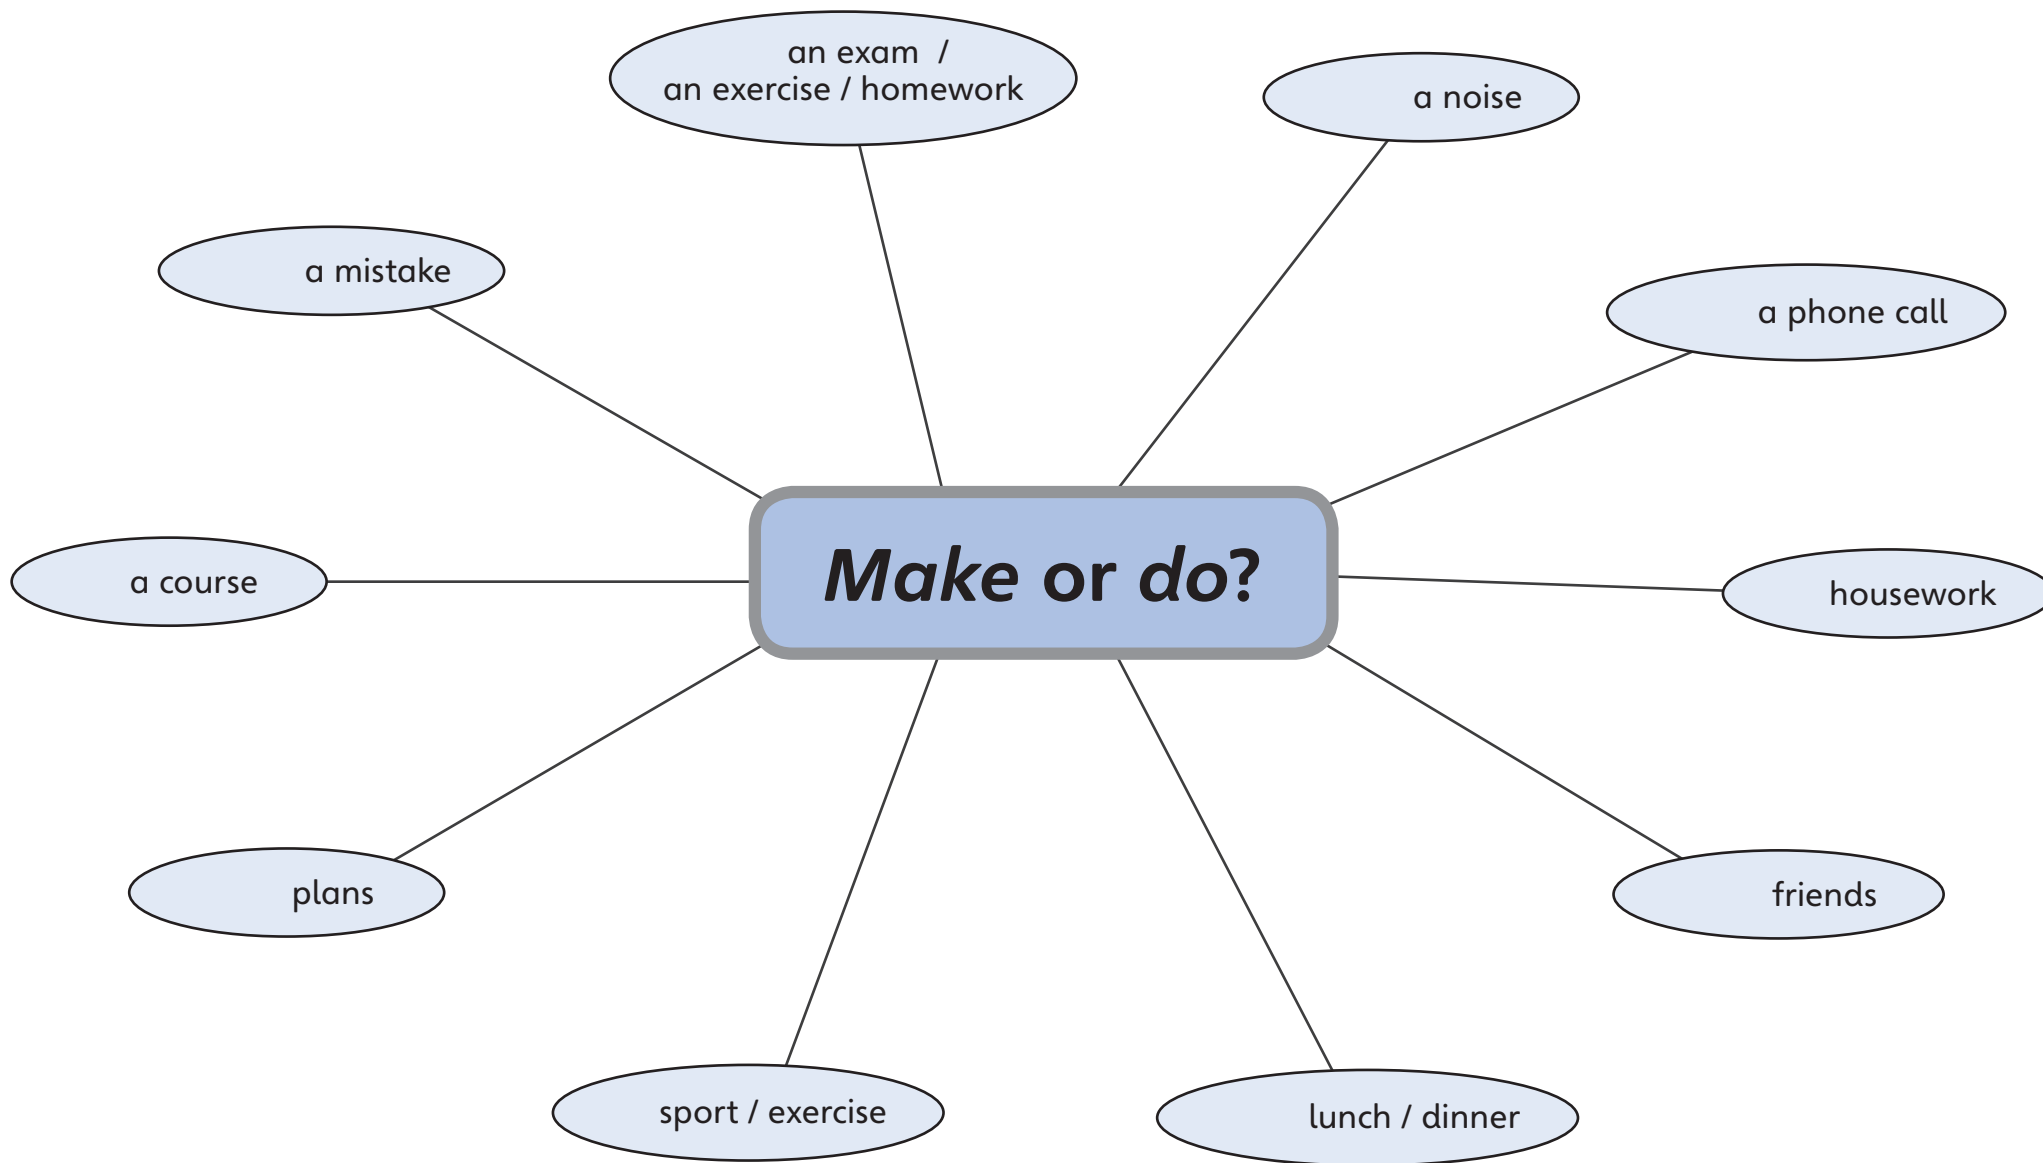 an exam /
an exercise / homework
a noise
a mistake
a phone call
Make or do?
a course
housework
plans
friends
sport / exercise
lunch / dinner